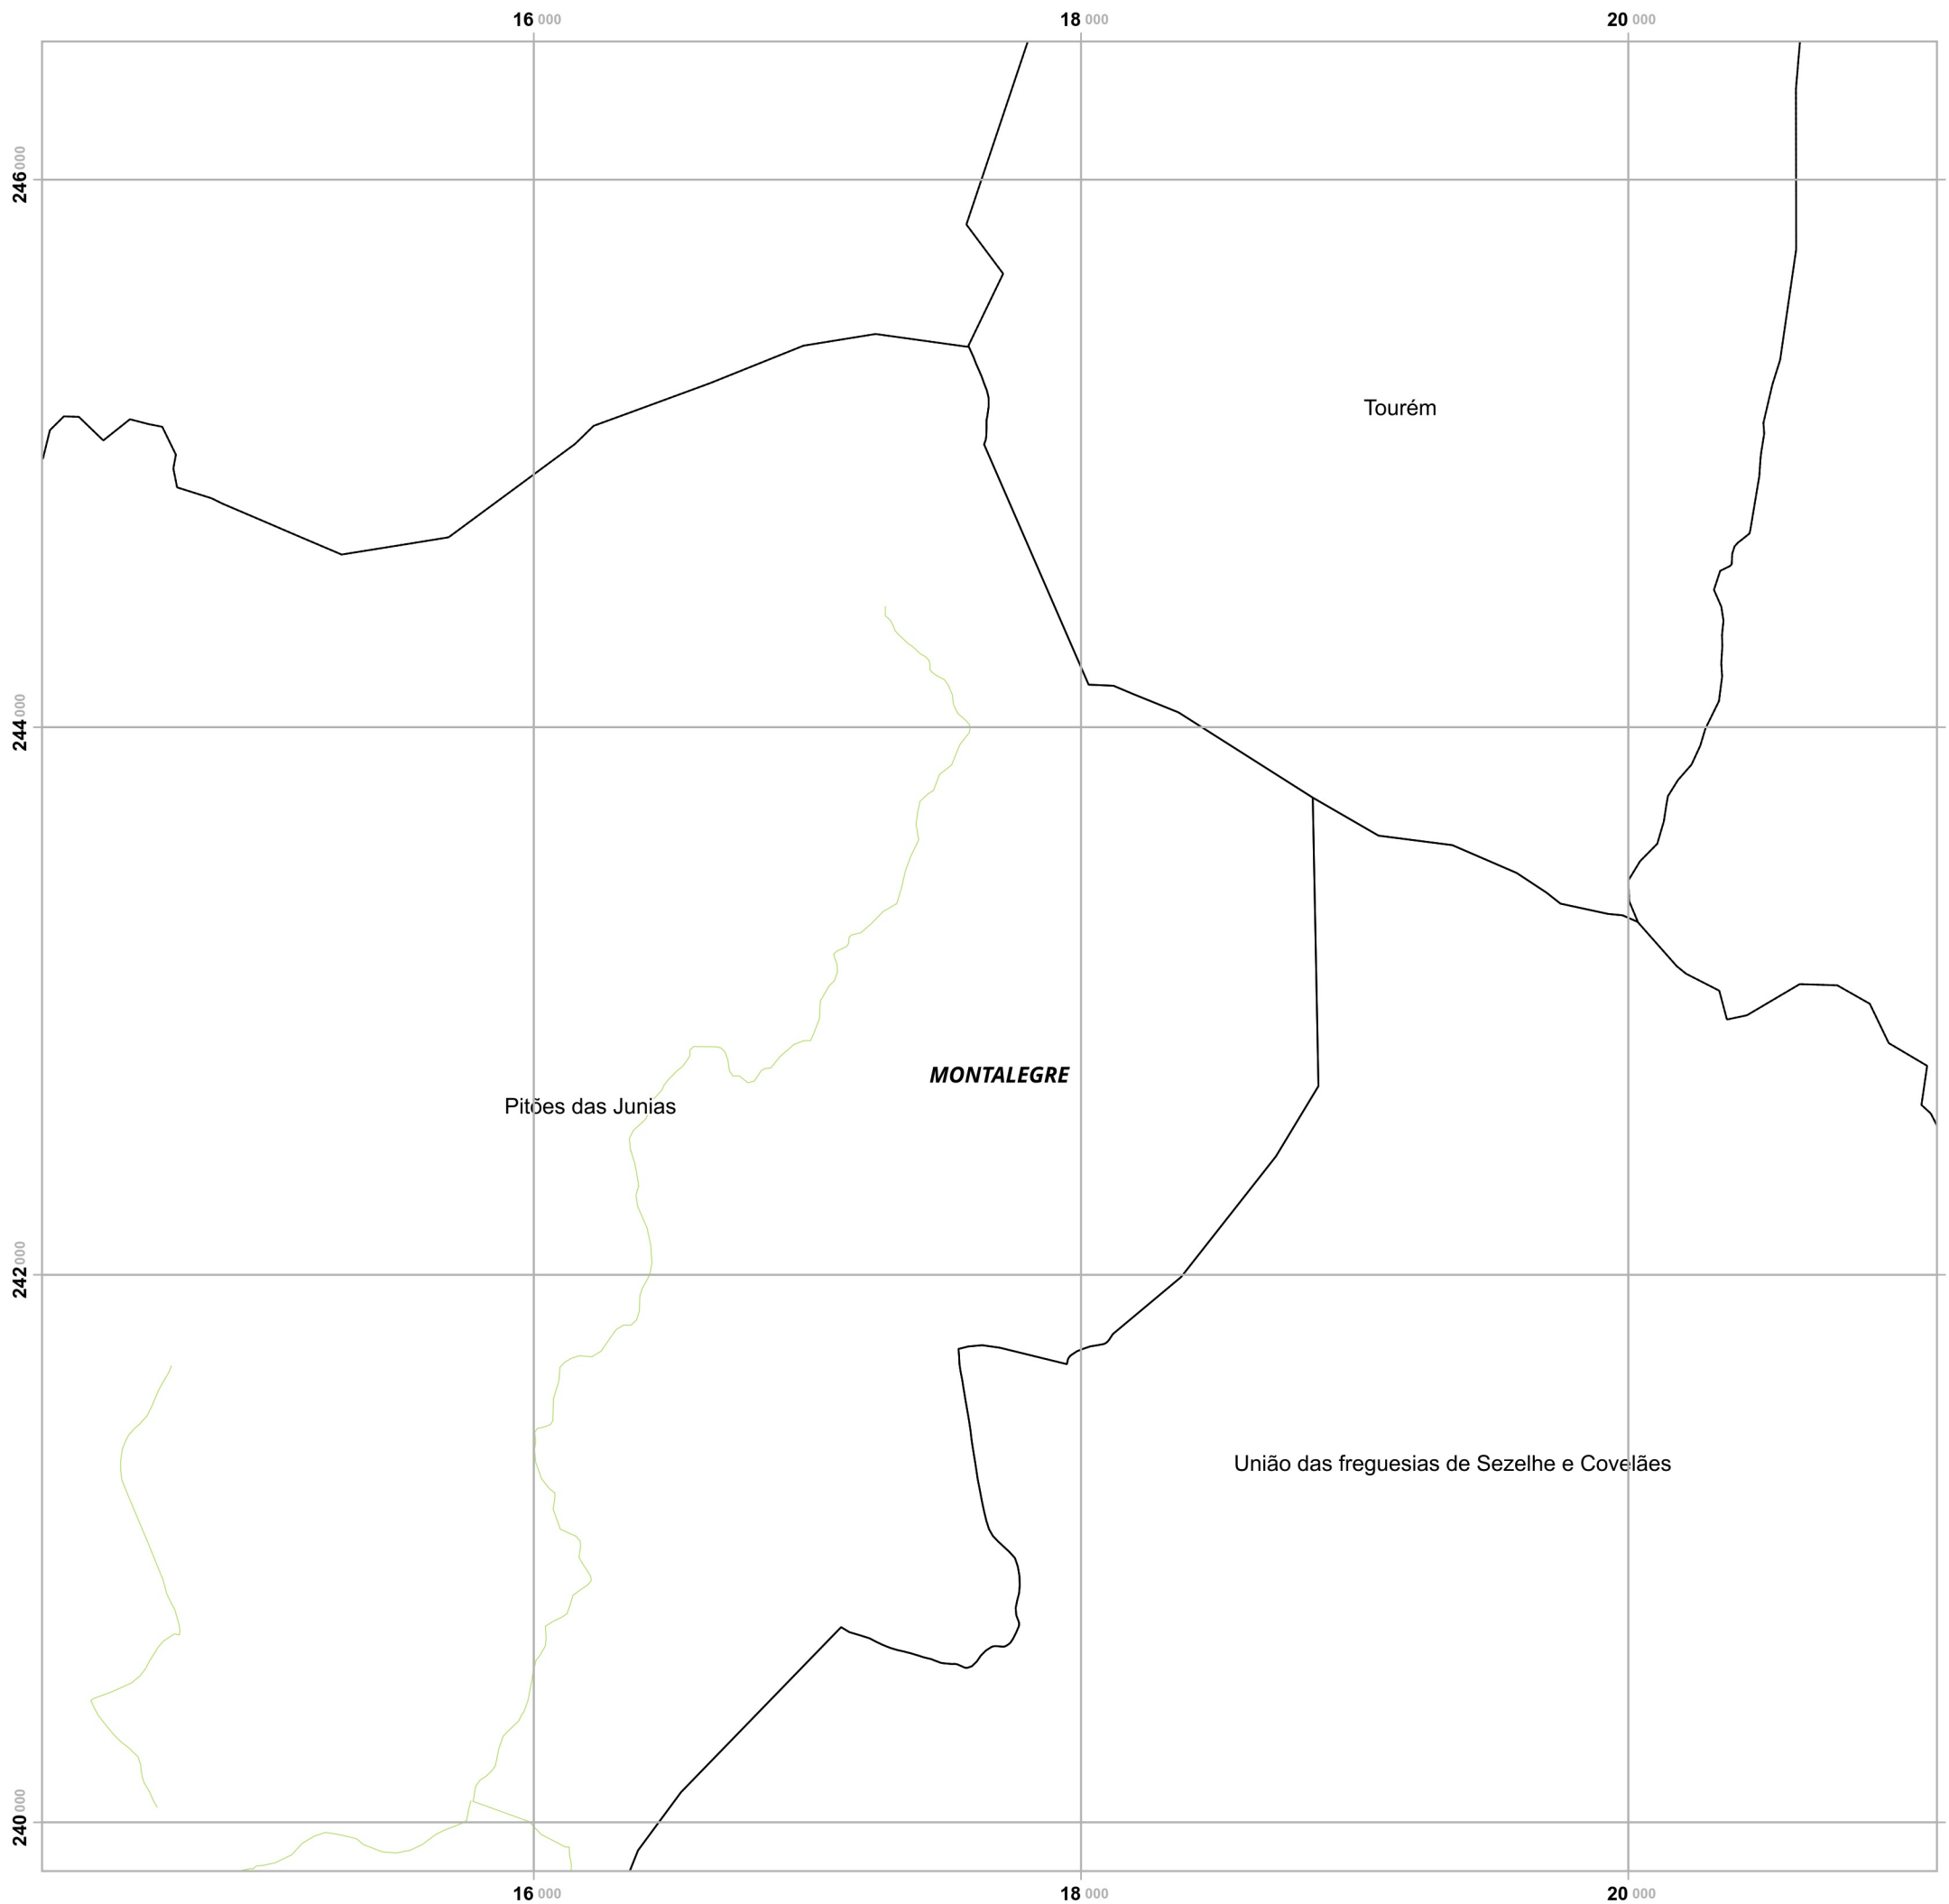 16 000 18 000 20 000
246 000
Tourém
244 000
MONTALEGRE
Pitões das Junias
242 000
União das freguesias de Sezelhe e Covelães
240 000
16 000 18 000 20 000